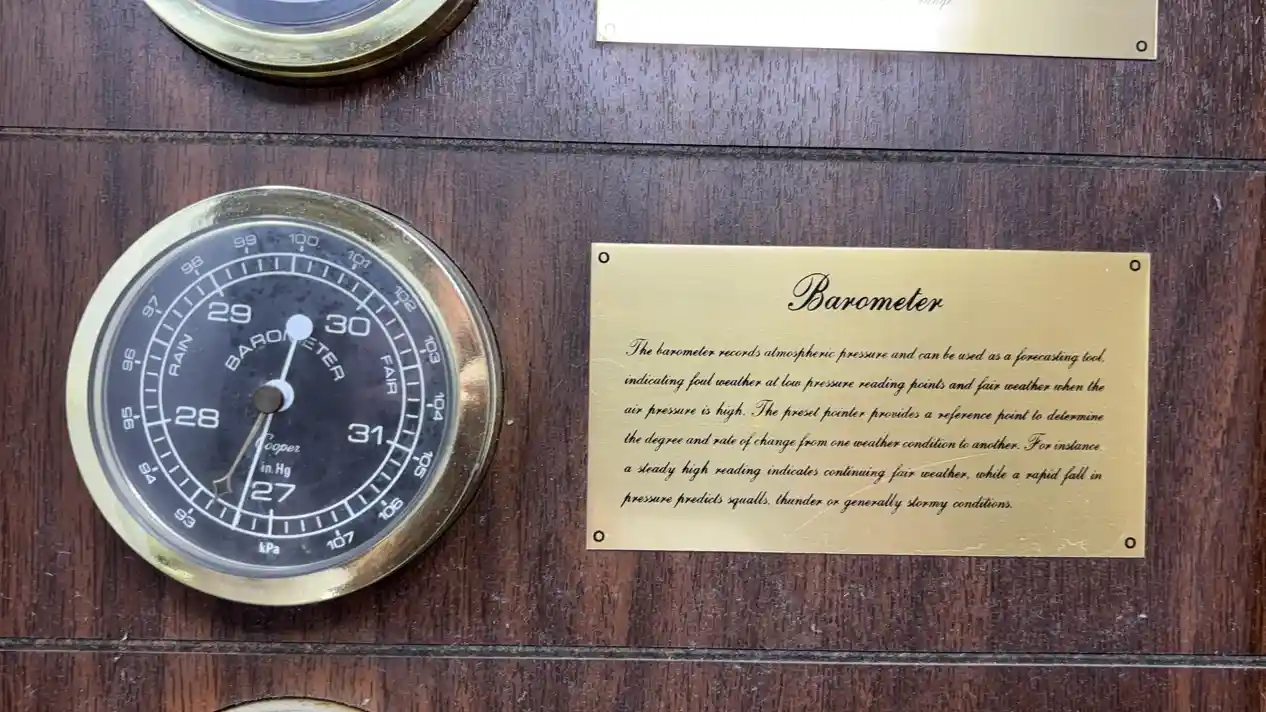 99 100 101
98 102
97 29 30 103
RAIN BAROMETER FAIR
96 104
95 28 31 105
Cooper
94 in.Hg 106
93 27 107
kPa
Barometer
The barometer records atmospheric pressure and can be used as a forecasting tool,
indicating foul weather at low pressure reading points and fair weather when the
air pressure is high. The preset pointer provides a reference point to determine
the degree and rate of change from one weather condition to another. For instance,
a steady high reading indicates continuing fair weather, while a rapid fall in
pressure predicts squalls, thunder or generally stormy conditions.